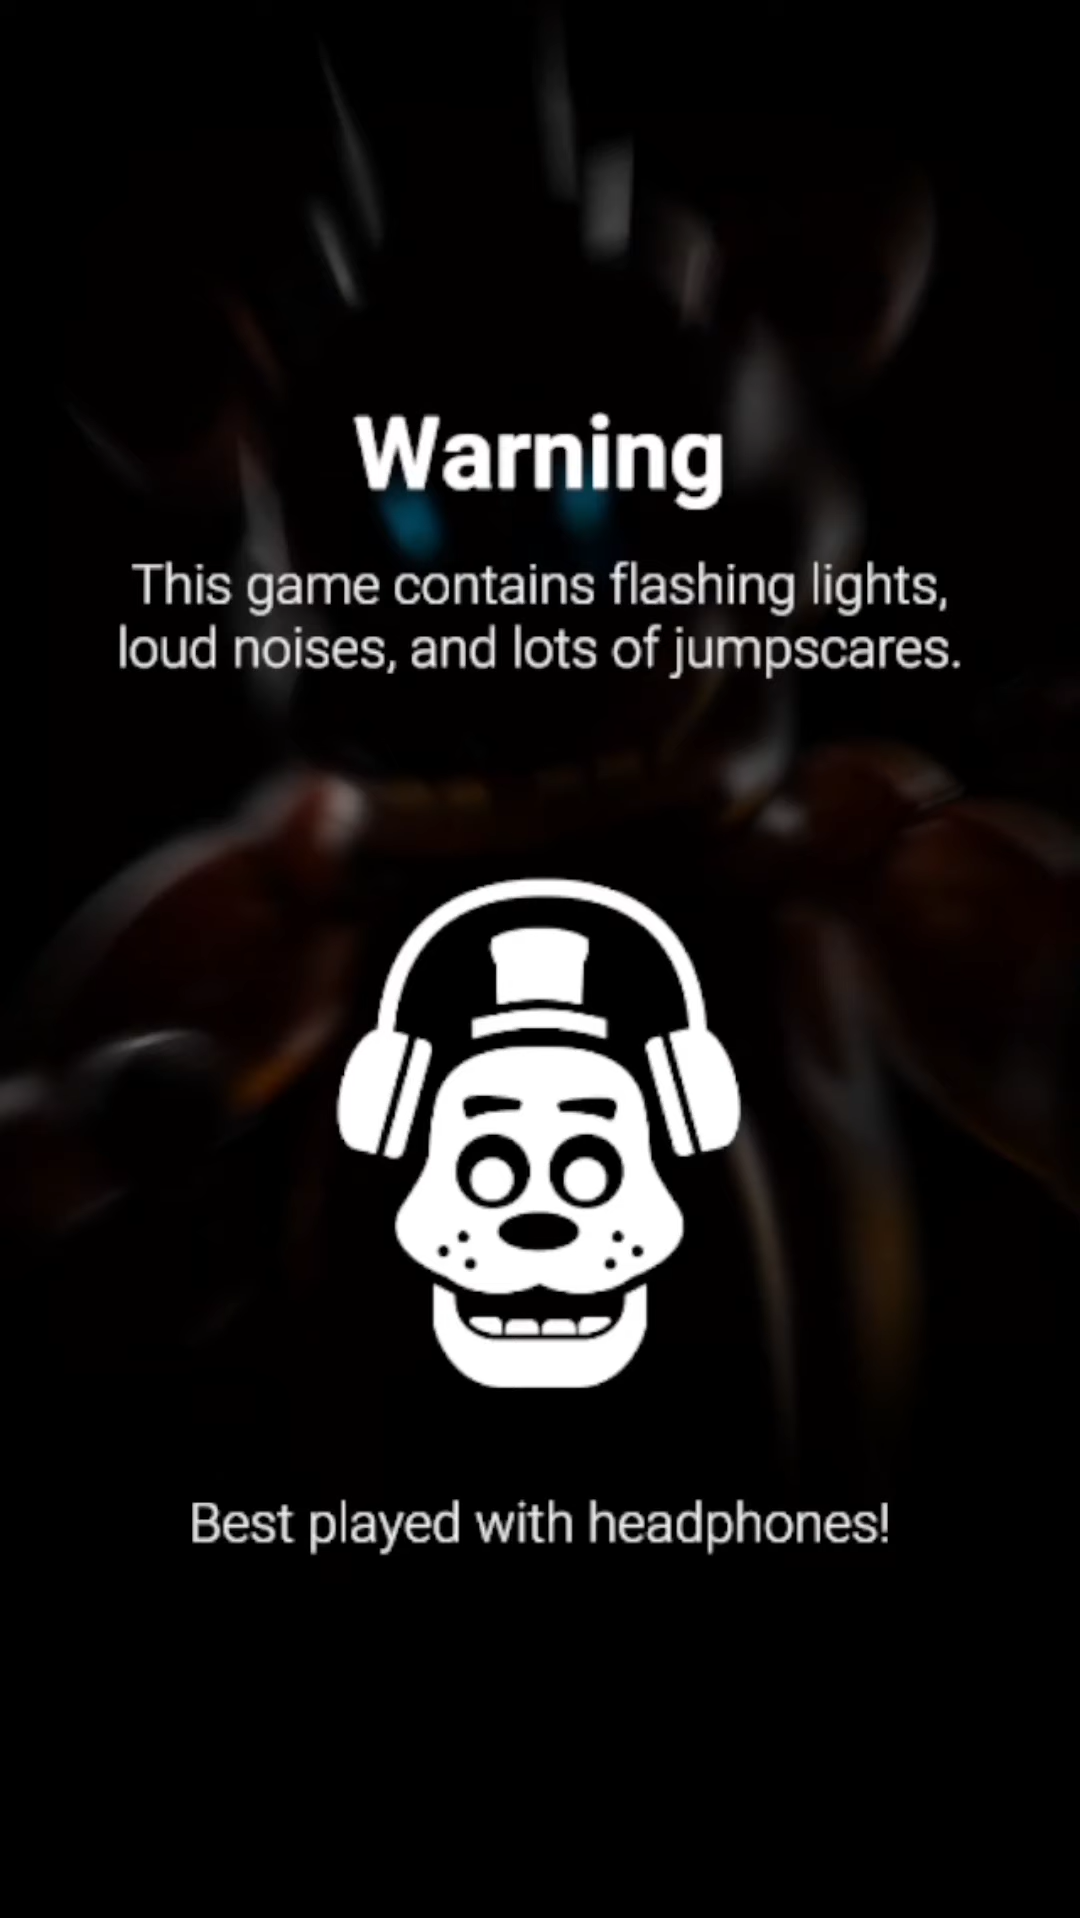 Warning
This game contains flashing lights,
loud noises, and lots of jumpscares.
Best played with headphones!